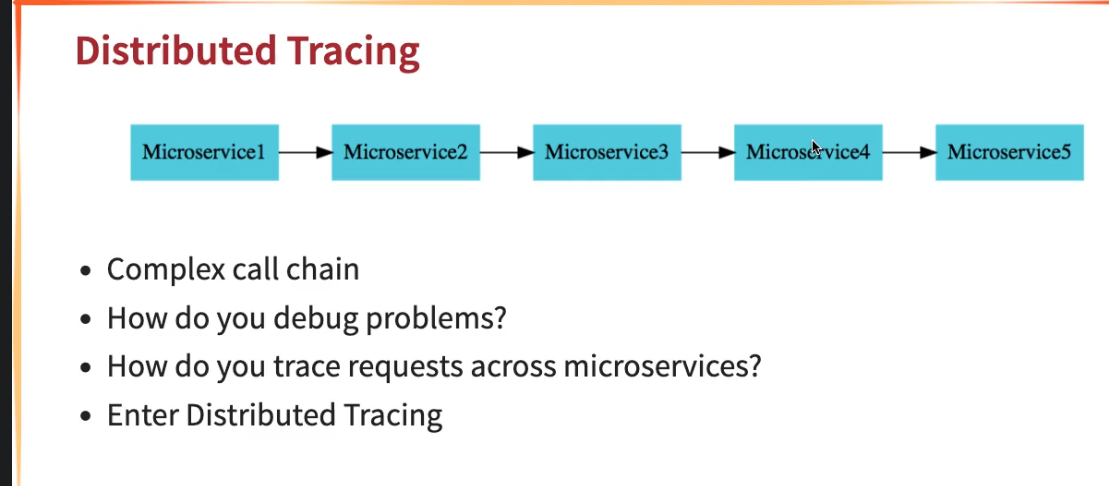 Distributed Tracing
Microservice1 Microservice2 Microservice3 Microservice4 Microservice5
• Complex call chain
• How do you debug problems?
• How do you trace requests across microservices?
• Enter Distributed Tracing